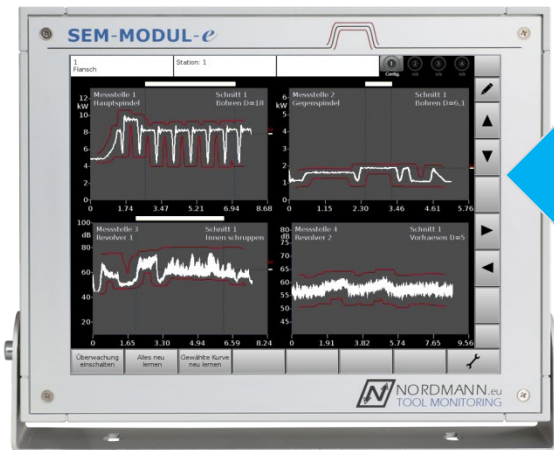 SEM-MODUL-e
1
Flansch
Station: 1
1 2 3 4
Config. n/a n/a n/a
Messstelle 1 Schnitt 1
Hauptspindel Bohren D=18
kW
12
10
8
6
4
2
0 1.74 3.47 5.21 6.94 8.68
Messstelle 2 Schnitt 1
Gegenspindel Bohren D=6,1
kW
6
5
4
3
2
1
0 1.15 2.30 3.46 4.61 5.76
Messstelle 3 Schnitt 1
Revolver 1 Innen schruppen
100
dB
80
60
40
20
0 1.65 3.30 4.94 6.59 8.24
Messstelle 4 Schnitt 1
Revolver 2 Vorfraesen D=5
80
dB
75
70
65
60
55
50
45
0 1.91 3.82 5.74 7.65 9.56
Überwachung einschalten
Alles neu lernen
Gewählte Kurve neu lernen
N NORDMANN.eu
TOOL MONITORING